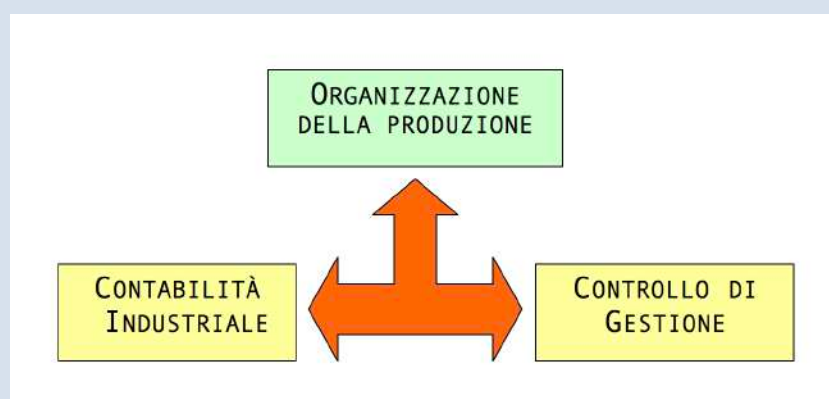 ORGANIZZAZIONE
DELLA PRODUZIONE
CONTABILITÀ
INDUSTRIALE
CONTROLLO DI
GESTIONE